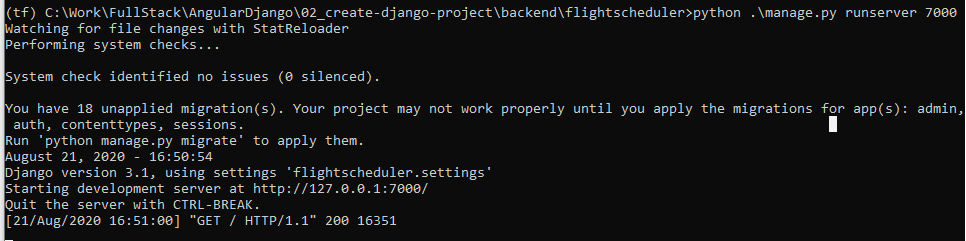 (tf) C:\Work\FullStack\AngularDjango\02_create-django-project\backend\flightscheduler>python .\manage.py runserver 7000
Watching for file changes with StatReloader
Performing system checks...
System check identified no issues (0 silenced).
You have 18 unapplied migration(s). Your project may not work properly until you apply the migrations for app(s): admin,
 auth, contenttypes, sessions.
Run 'python manage.py migrate' to apply them.
August 21, 2020 - 16:50:54
Django version 3.1, using settings 'flightscheduler.settings'
Starting development server at http://127.0.0.1:7000/
Quit the server with CTRL-BREAK.
[21/Aug/2020 16:51:00] "GET / HTTP/1.1" 200 16351